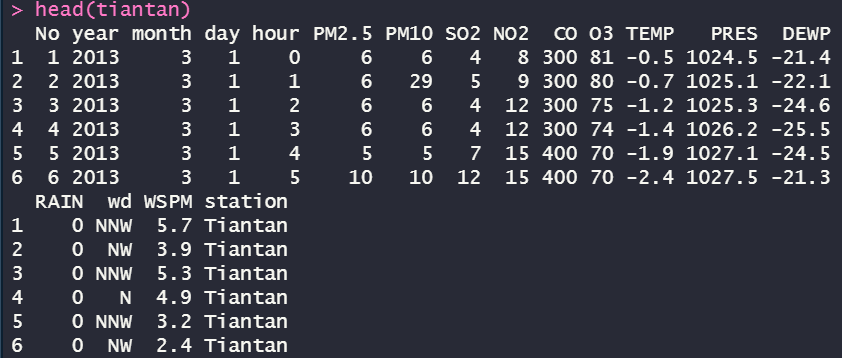 > head(tiantan)
  No year month day hour PM2.5 PM10 SO2 NO2  CO O3 TEMP   PRES  DEWP
1  1 2013     3   1    0     6    6   4   8 300 81 -0.5 1024.5 -21.4
2  2 2013     3   1    1     6   29   5   9 300 80 -0.7 1025.1 -22.1
3  3 2013     3   1    2     6    6   4  12 300 75 -1.2 1025.3 -24.6
4  4 2013     3   1    3     6    6   4  12 300 74 -1.4 1026.2 -25.5
5  5 2013     3   1    4     5    5   7  15 400 70 -1.9 1027.1 -24.5
6  6 2013     3   1    5    10   10  12  15 400 70 -2.4 1027.5 -21.3
  RAIN  wd WSPM station
1    0 NNW  5.7 Tiantan
2    0  NW  3.9 Tiantan
3    0 NNW  5.3 Tiantan
4    0   N  4.9 Tiantan
5    0 NNW  3.2 Tiantan
6    0  NW  2.4 Tiantan